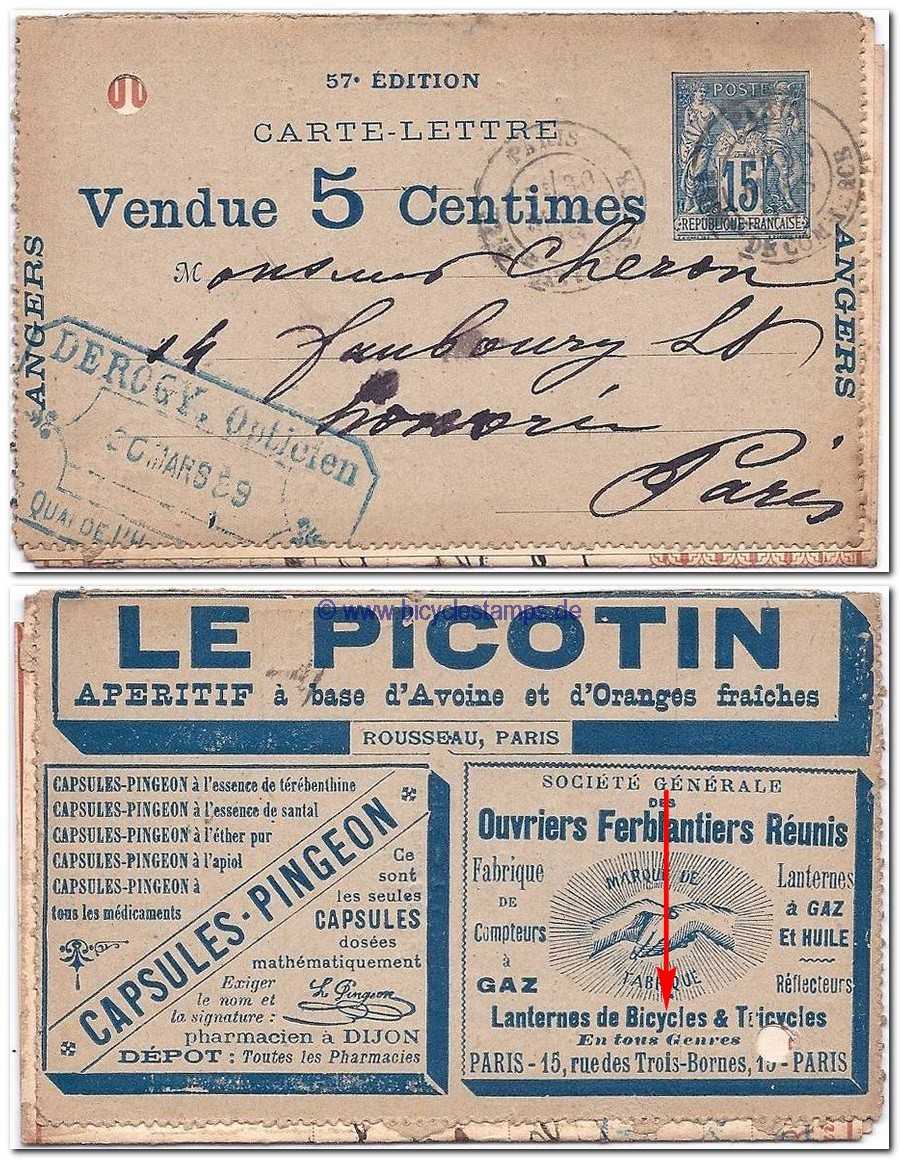 57e ÉDITION
CARTE-LETTRE
Vendue 5 Centimes
POSTES
15
RÉPUBLIQUE FRANÇAISE
PARIS
ANGERS
ANGERS
Monsieur Cheron
14 faubourg St
honoré
Paris
DEROGY, Opticien
20 MARS 89
QUAI DE L'H
© www.bicyclestamps.de
LE PICOTIN
APERITIF à base d'Avoine et d'Oranges fraîches
ROUSSEAU, PARIS
CAPSULES-PINGEON à l'essence de térébenthine
CAPSULES-PINGEON à l'essence de santal
CAPSULES-PINGEON à l'éther pur
CAPSULES-PINGEON à l'apiol
CAPSULES-PINGEON à
tous les médicaments
CAPSULES-PINGEON
Ce
sont
les seules
CAPSULES
dosées
mathématiquement
Exiger
le nom et
la signature :
L. Pingeon
pharmacien à DIJON
DÉPOT : Toutes les Pharmacies
SOCIÉTÉ GÉNÉRALE
DES
Ouvriers Ferblantiers Réunis
Fabrique
DE
Compteurs
à
GAZ
MARQUE DE
FABRIQUE
Lanternes
à GAZ
Et HUILE
Réflecteurs
Lanternes de Bicycles & Tricycles
En tous Genres
PARIS - 15, rue des Trois-Bornes, 15 - PARIS